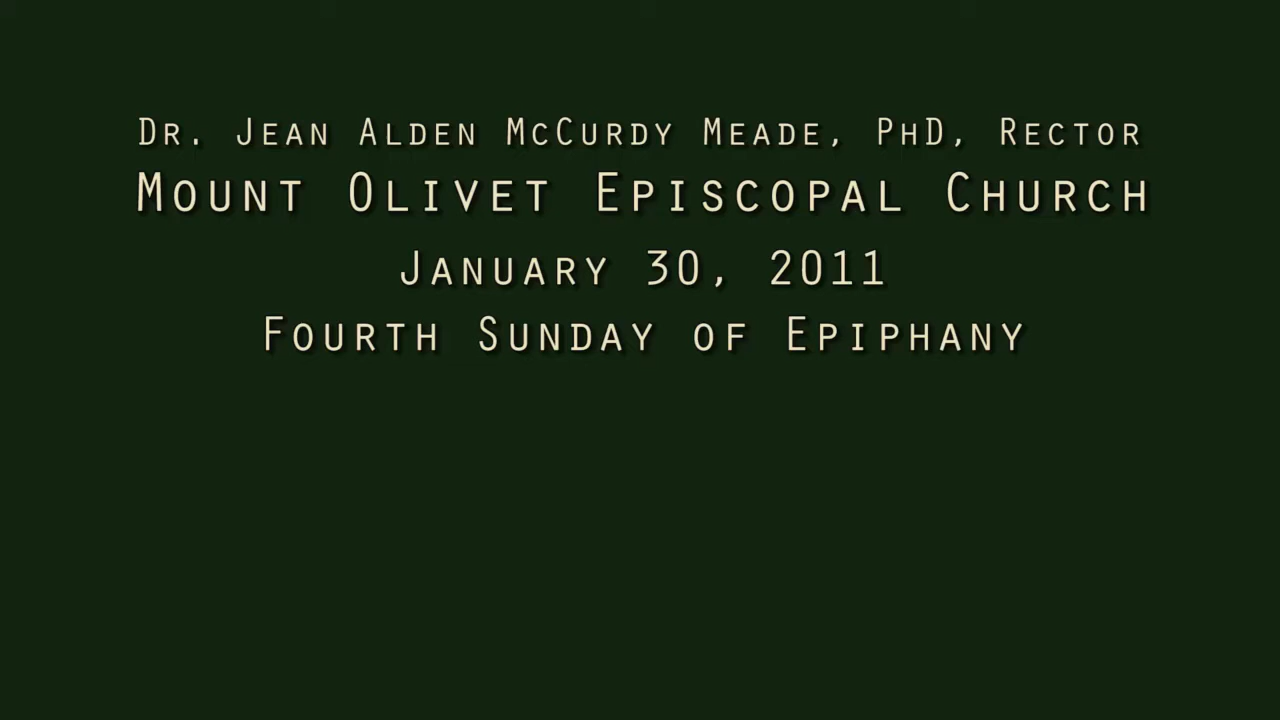 Dr. Jean Alden McCurdy Meade, PhD, Rector
Mount Olivet Episcopal Church
January 30, 2011
Fourth Sunday of Epiphany